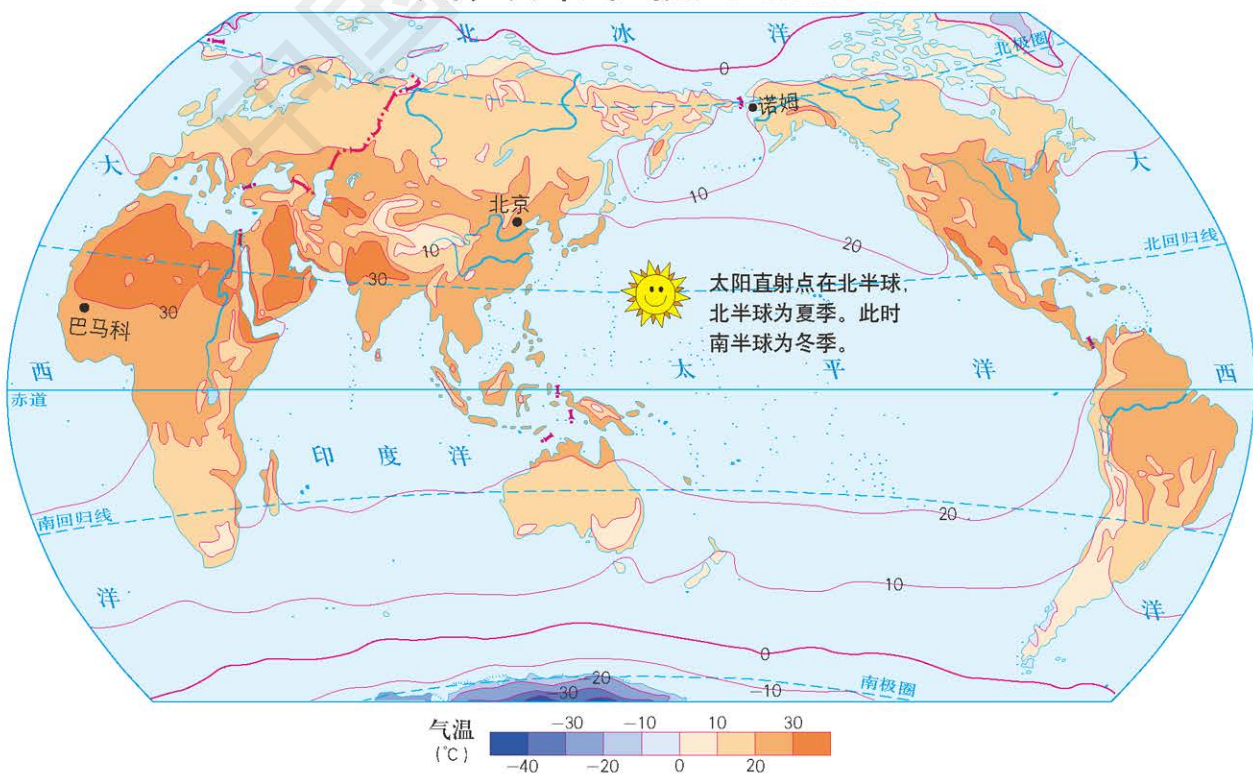 中国
北 冰 洋
北极圈
0
诺姆
大
大
10
北京
20
北回归线
10
30
30
巴马科
太阳直射点在北半球，
北半球为夏季。此时
南半球为冬季。
西
太 平 洋
西
赤道
印 度 洋
南回归线
20
10
洋
洋
0
-20
-30
-10
南极圈
气温
(℃)
-30 -10 10 30
-40 -20 0 20